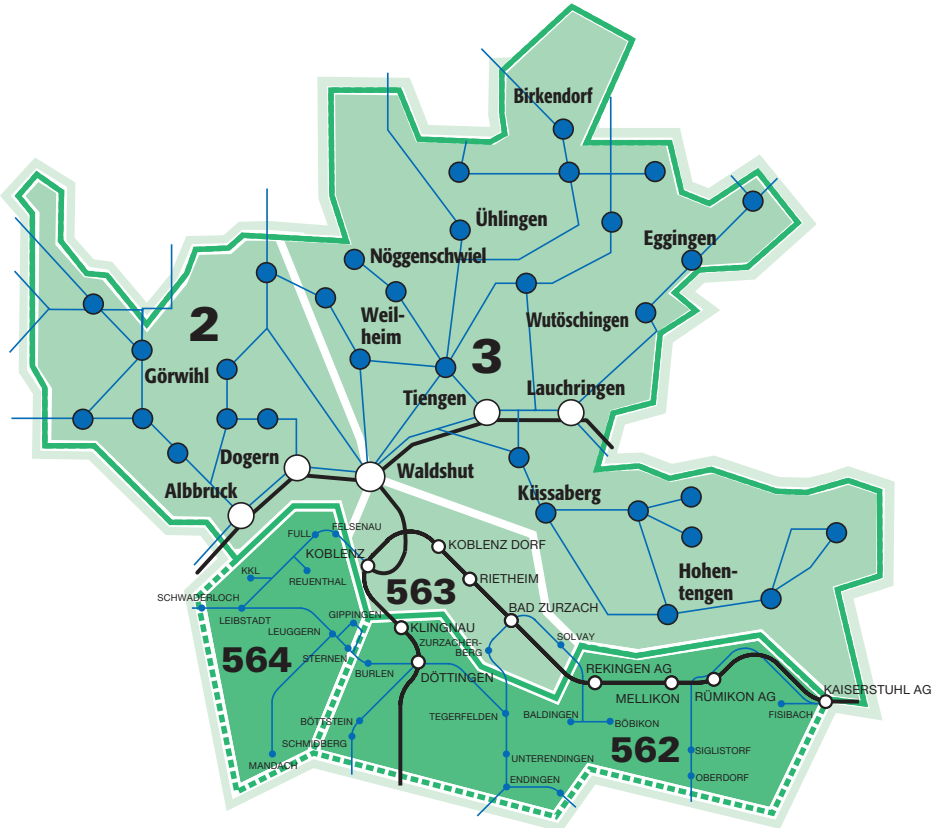 Birkendorf
Ühlingen
Eggingen
Nöggenschwiel
2
Weil-
heim
Wutöschingen
3
Görwihl
Lauchringen
Tiengen
Dogern
Waldshut
Albbruck
Küssaberg
FELSENAU
FULL
KOBLENZ
KOBLENZ DORF
Hohen-
tengen
KKL
REUENTHAL
RIETHEIM
563
SCHWADERLOCH
LEIBSTADT
GIPPINGEN
BAD ZURZACH
LEUGGERN
KLINGNAU
SOLVAY
ZURZACHER-
BERG
564
STERNEN
BURLEN
DÖTTINGEN
REKINGEN AG
MELLIKON
RÜMIKON AG
KAISERSTUHL AG
TEGERFELDEN
BALDINGEN
BÖBIKON
FISIBACH
BÖTTSTEIN
SCHMIDBERG
562
SIGLISTORF
MANDACH
UNTERENDINGEN
ENDINGEN
OBERDORF